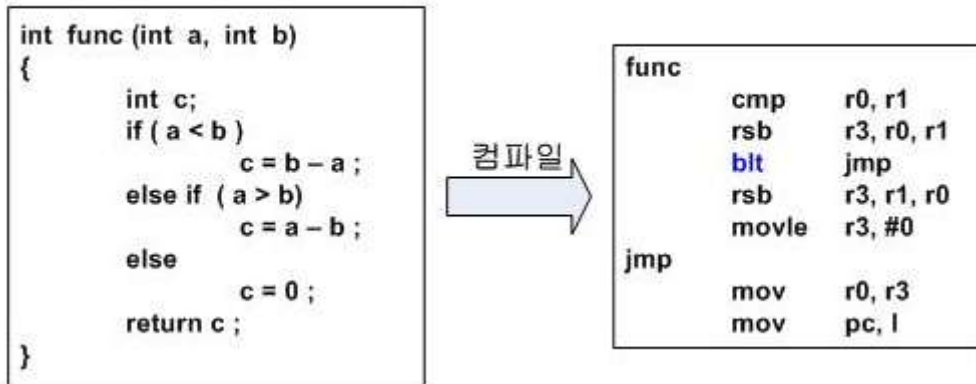 int func (int a, int b)
{
int c;
if ( a < b )
c = b – a ;
else if ( a > b)
c = a – b ;
else
c = 0 ;
return c ;
}
컴파일
func
cmp r0, r1
rsb r3, r0, r1
blt jmp
rsb r3, r1, r0
movle r3, #0
jmp
mov r0, r3
mov pc, l